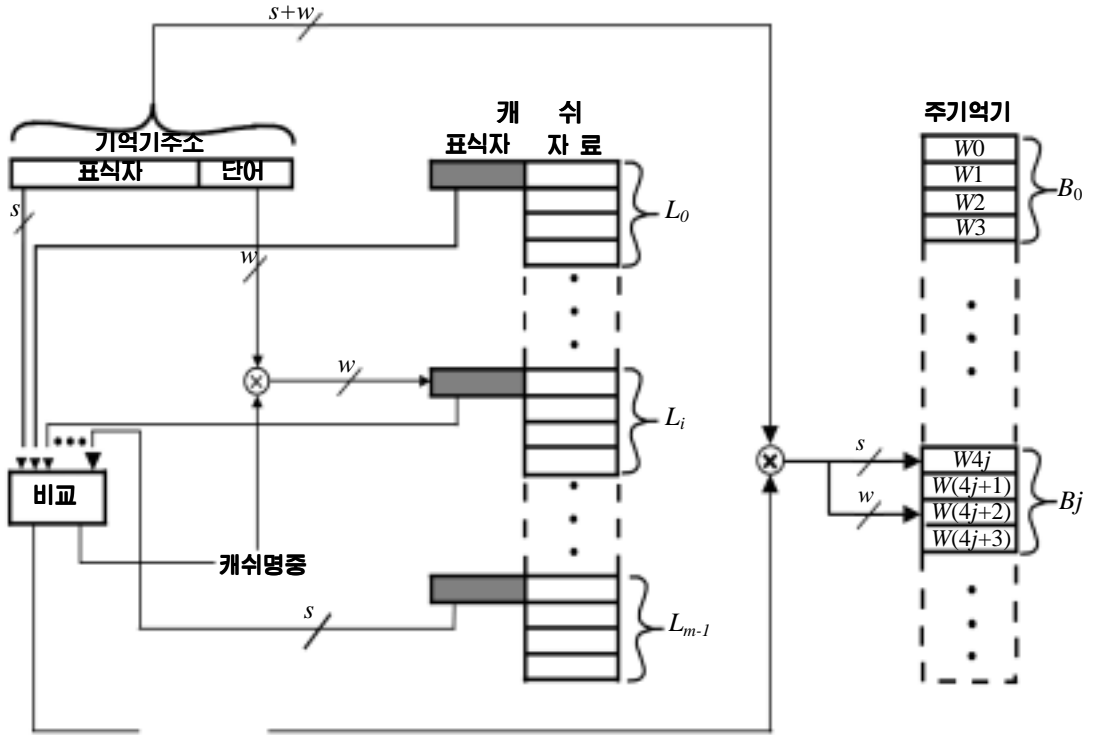 s+w
캐 쉬
주기억기
기억기주소
표식자 자 료
표식자 단어
W0
W1
W2
W3
B0
L0
s
w
w
Li
s
W4j
W(4j+1)
W(4j+2)
W(4j+3)
Bj
w
비교
캐쉬명중
s
Lm-1